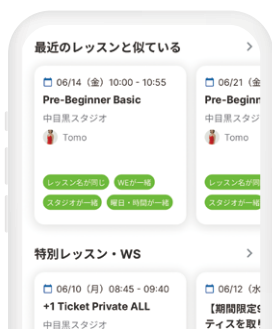 最近のレッスンと似ている
06/14（金）10:00 - 10:55
Pre-Beginner Basic
中目黒スタジオ
Tomo
レッスン名が同じ
WEが一緒
スタジオが一緒
曜日・時間が一緒
06/21（金
Pre-Beginn
中目黒スタジオ
Tomo
レッスン名が同じ
スタジオが一緒
特別レッスン・WS
06/10（月）08:45 - 09:40
+1 Ticket Private ALL
中目黒スタジオ
06/12（水
【期間限定9
ティスを取り